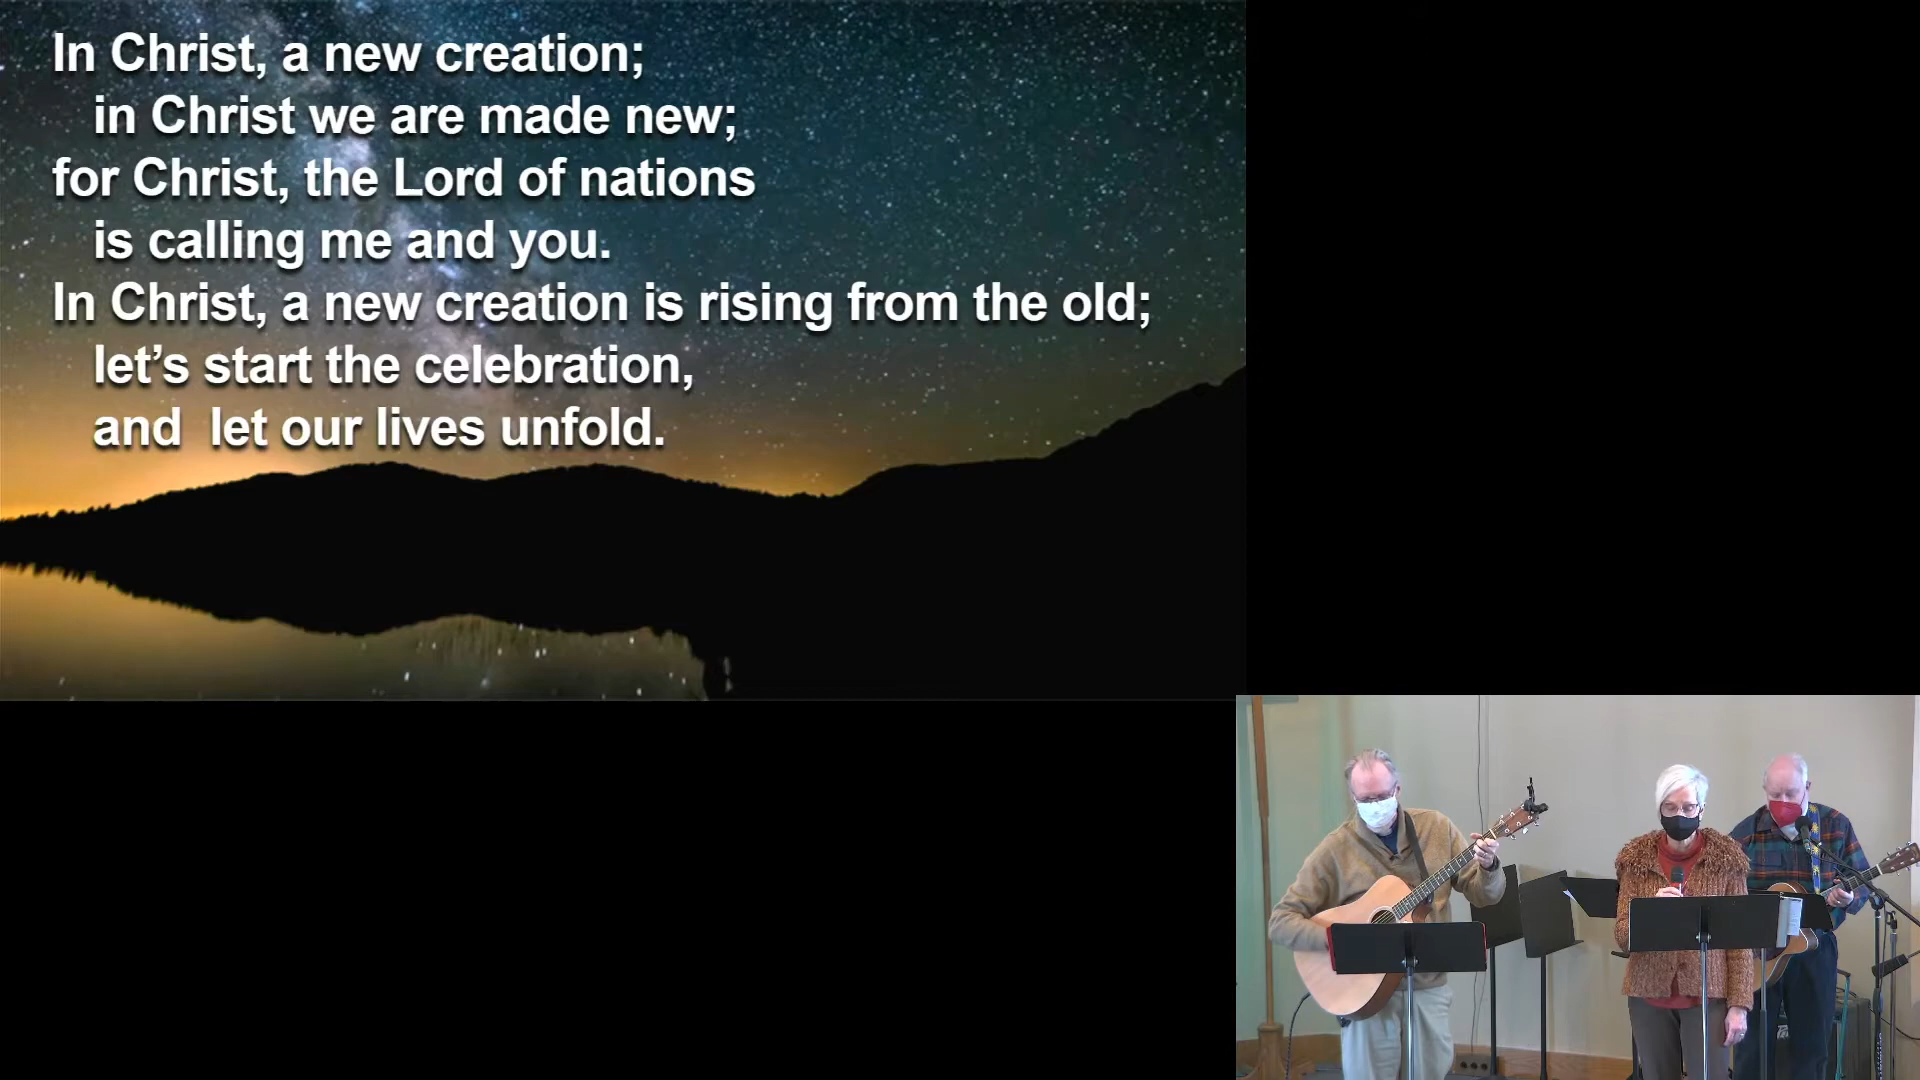 In Christ, a new creation;
in Christ we are made new;
for Christ, the Lord of nations
is calling me and you.
In Christ, a new creation is rising from the old;
let’s start the celebration,
and let our lives unfold.